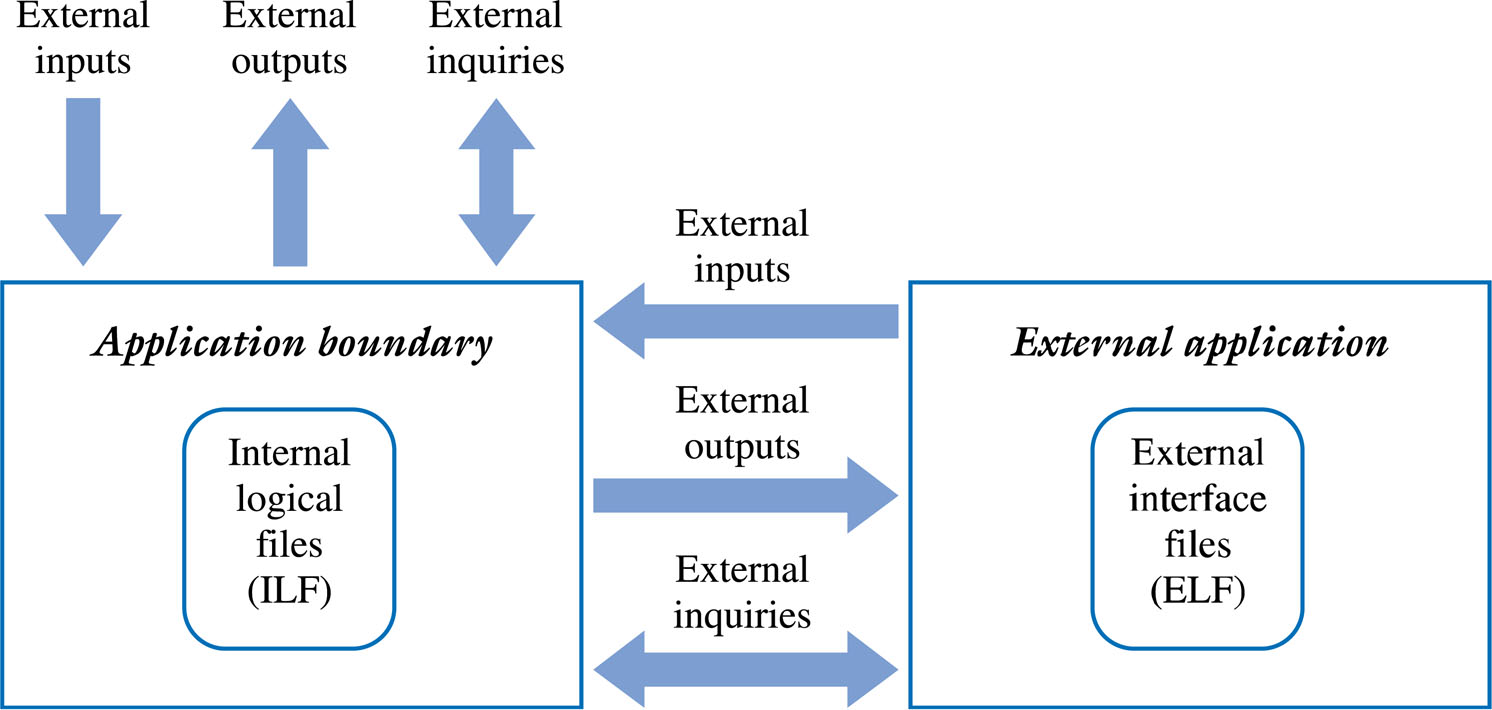 External
inputs
External
outputs
External
inquiries
External
inputs
Application boundary
External application
External
outputs
Internal
logical
files
(ILF)
External
interface
files
(ELF)
External
inquiries